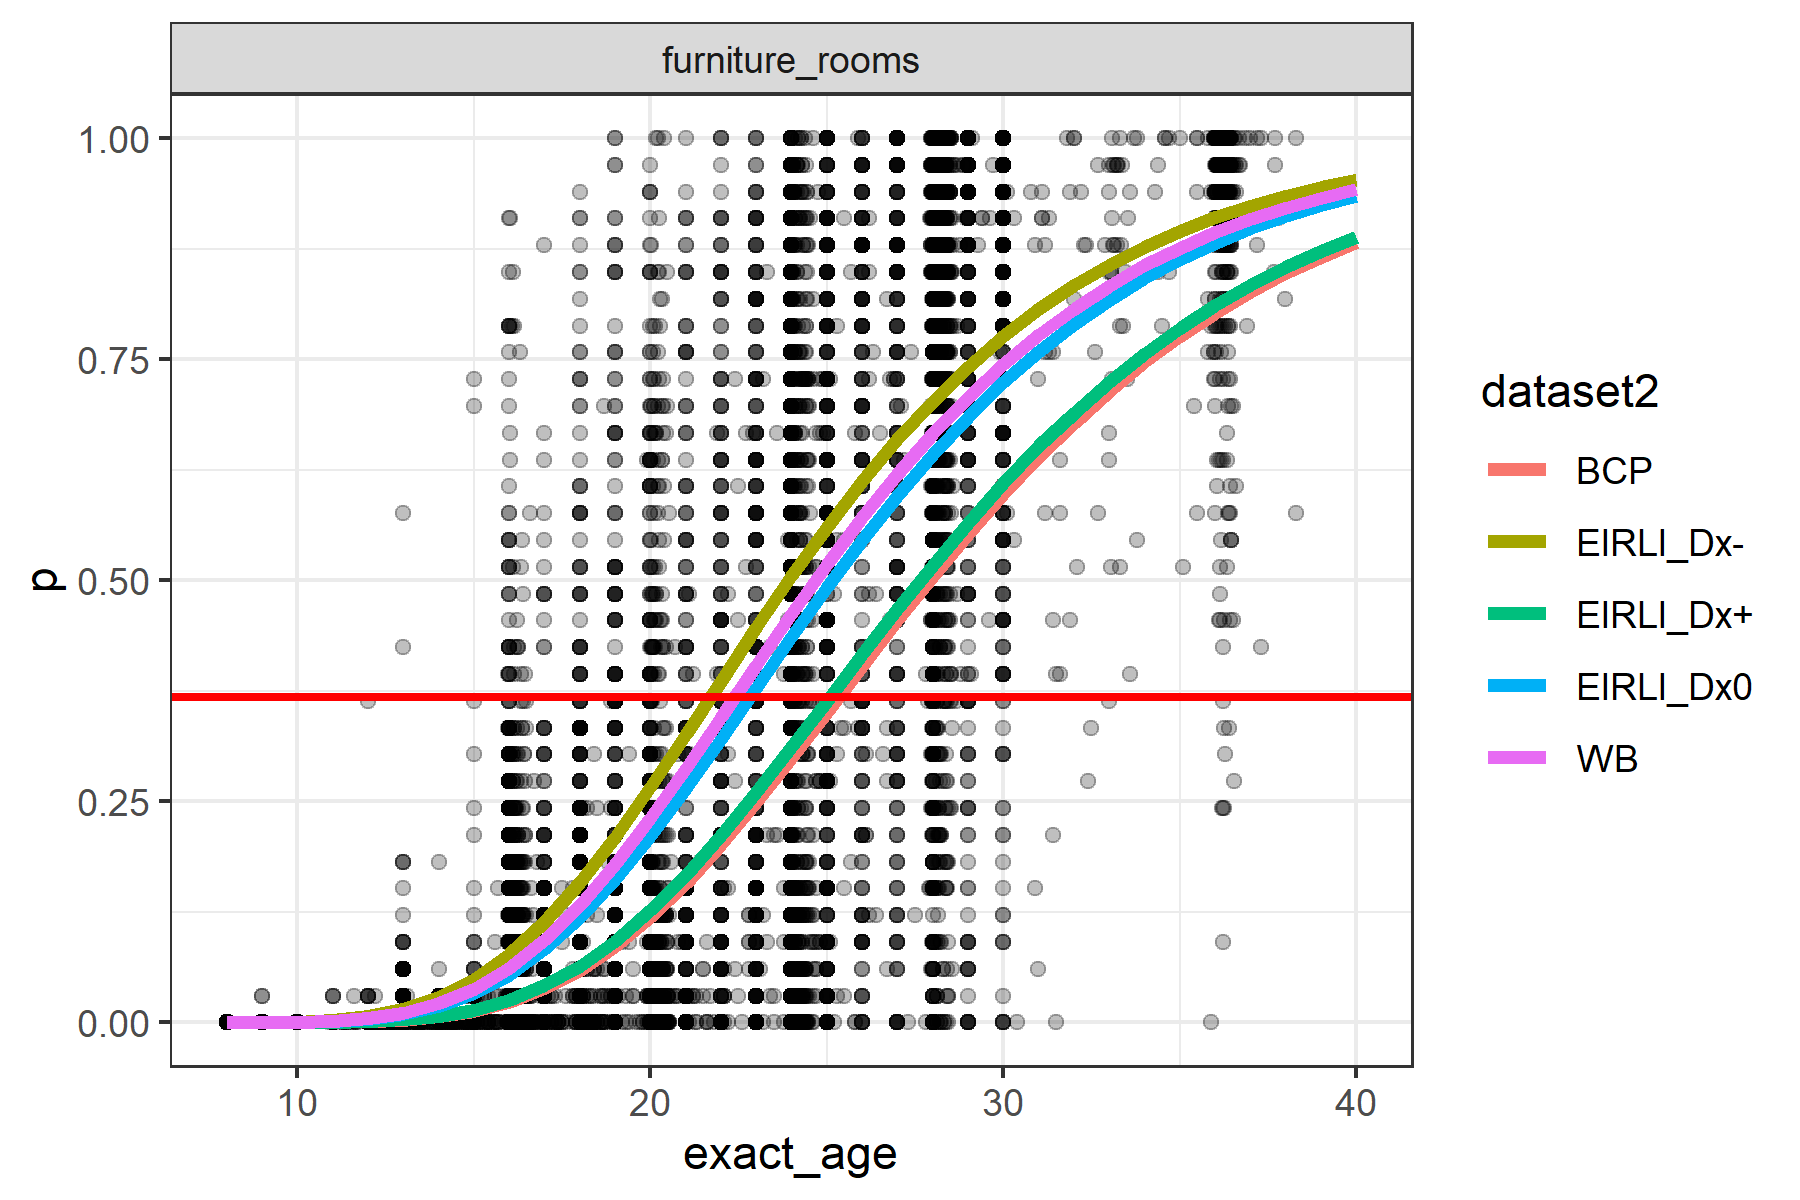 furniture_rooms
1.00
0.75
0.50
0.25
0.00
p
10
20
30
40
exact_age
dataset2
BCP
EIRLI_Dx-
EIRLI_Dx+
EIRLI_Dx0
WB